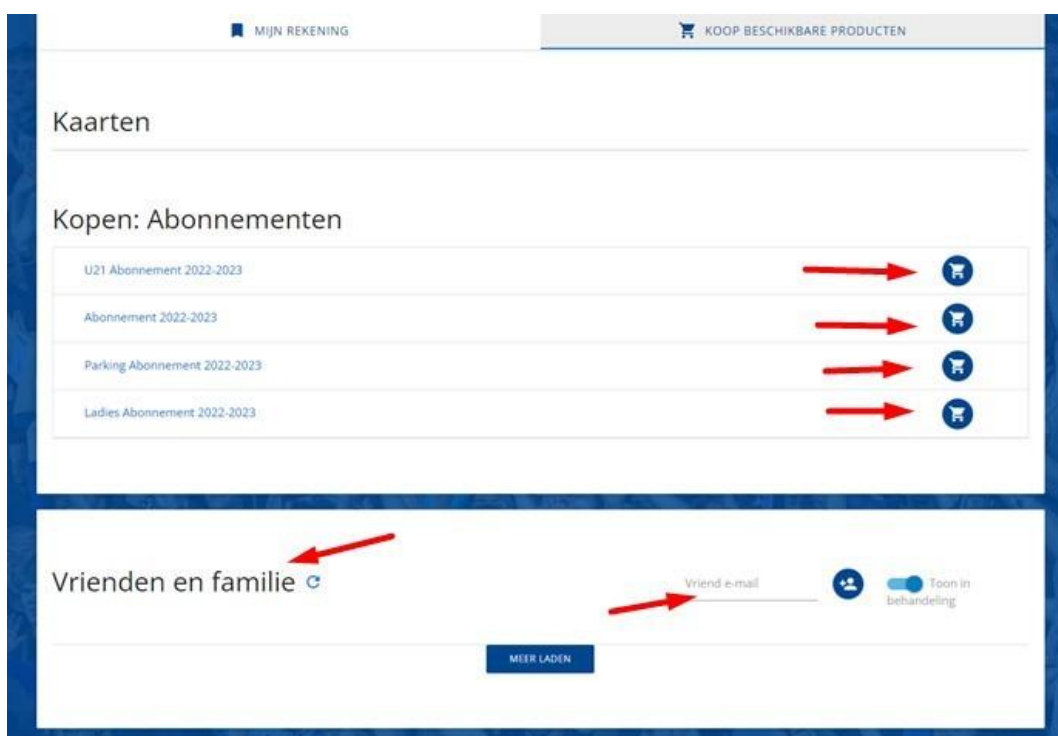 MIJN REKENING
KOOP BESCHIKBARE PRODUCTEN
Kaarten
Kopen: Abonnementen
U21 Abonnement 2022-2023
Abonnement 2022-2023
Parking Abonnement 2022-2023
Ladies Abonnement 2022-2023
Vrienden en familie
Vriend e-mail
Toon in
behandeling
MEER LADEN